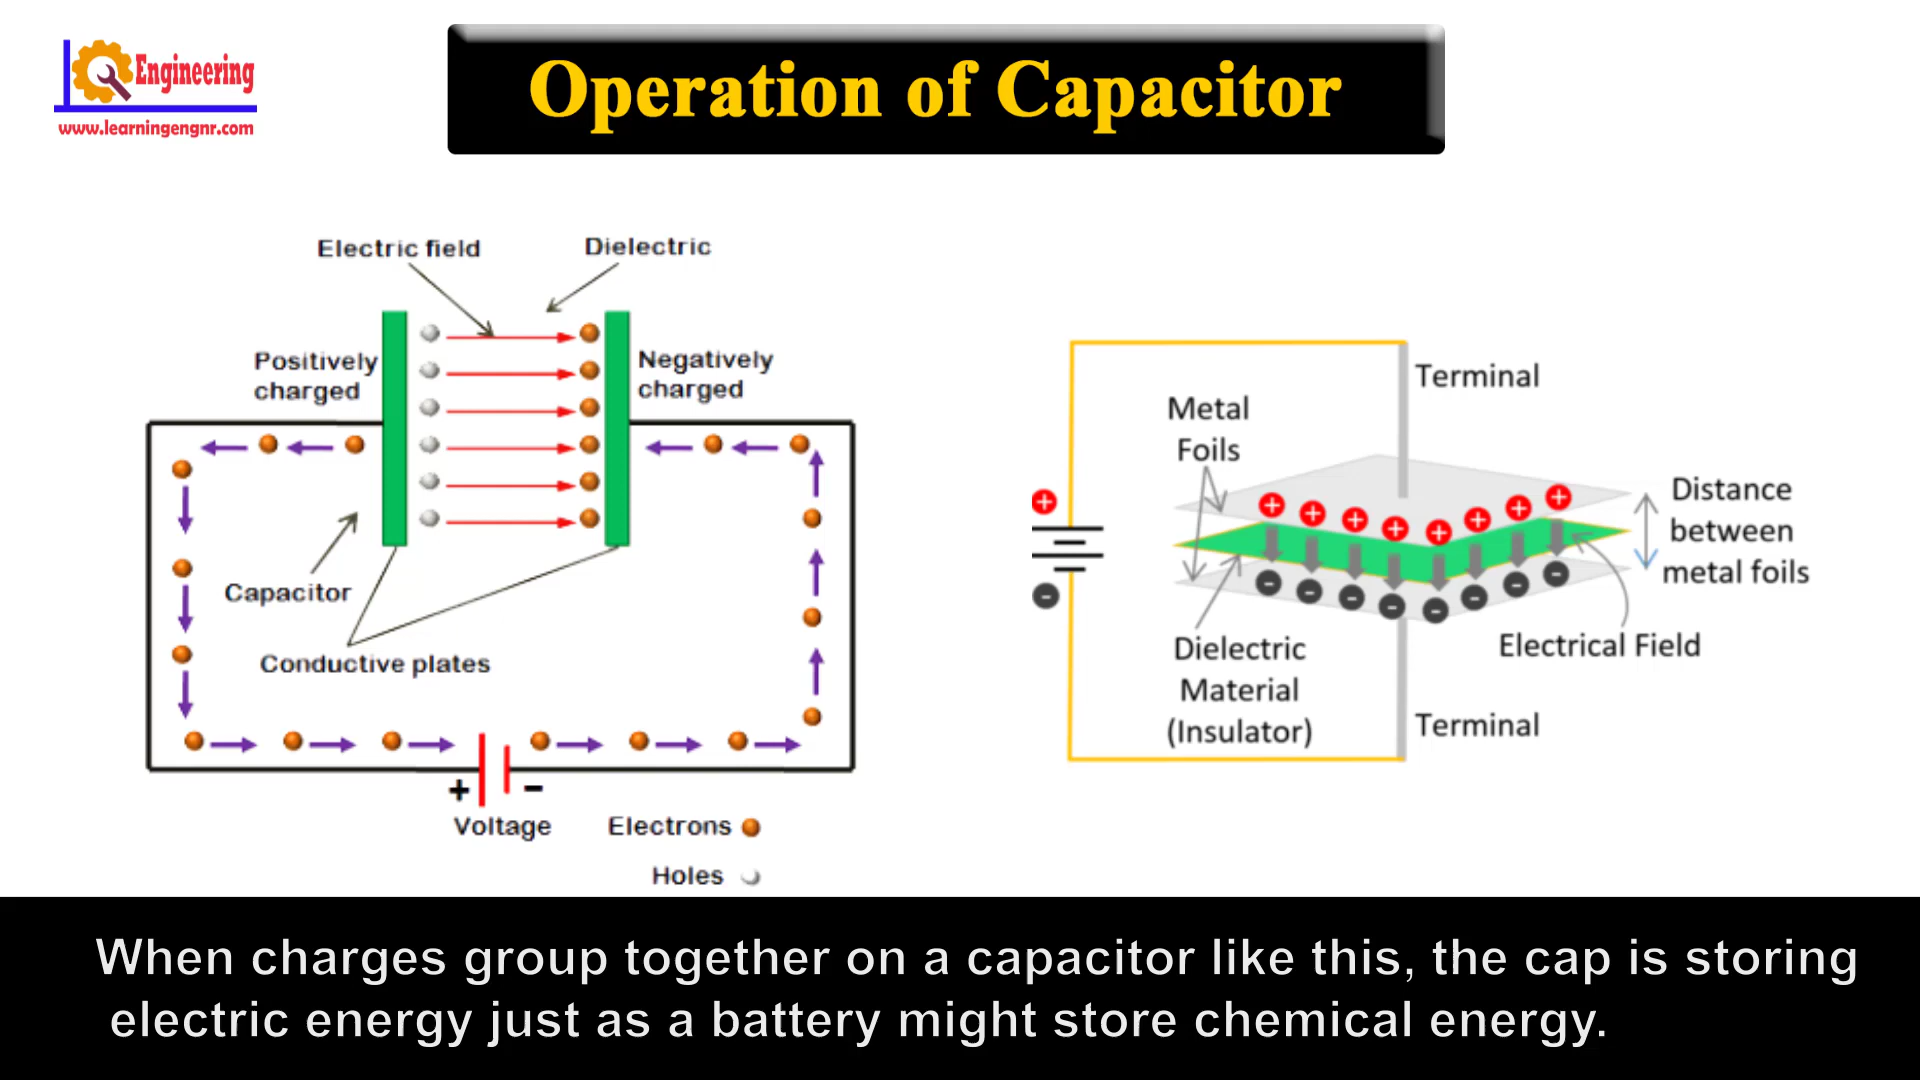 Engineering
www.learningengnr.com
Operation of Capacitor
Electric field
Dielectric
Positively
charged
Negatively
charged
Capacitor
Conductive plates
+
−
Voltage
Electrons
Holes
Terminal
Metal
Foils
+
+ + + + + + + +
Distance
between
metal foils
-
- - - - - - - -
Dielectric
Material
(Insulator)
Electrical Field
Terminal
When charges group together on a capacitor like this, the cap is storing
electric energy just as a battery might store chemical energy.